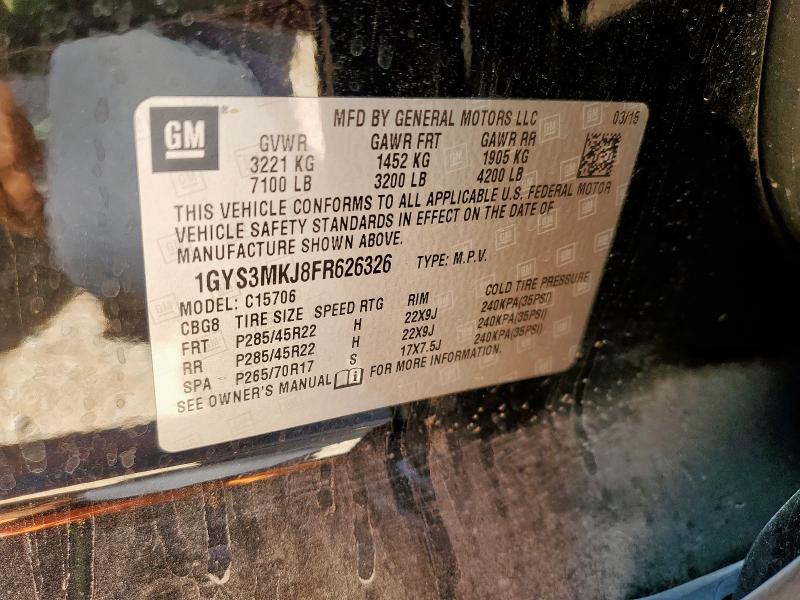 GM
MFD BY GENERAL MOTORS LLC 03/15
GVWR GAWR FRT GAWR RR
3221 KG 1452 KG 1905 KG
7100 LB 3200 LB 4200 LB
THIS VEHICLE CONFORMS TO ALL APPLICABLE U.S. FEDERAL MOTOR
VEHICLE SAFETY STANDARDS IN EFFECT ON THE DATE OF
MANUFACTURE SHOWN ABOVE.
1GYS3MKJ8FR626326 TYPE: M.P.V.
MODEL: C15706
CBG8 TIRE SIZE SPEED RTG RIM COLD TIRE PRESSURE
FRT P285/45R22 H 22X9J 240KPA(35PSI)
RR P285/45R22 H 22X9J 240KPA(35PSI)
SPA P265/70R17 S 17X7.5J 240KPA(35PSI)
SEE OWNER'S MANUAL FOR MORE INFORMATION.